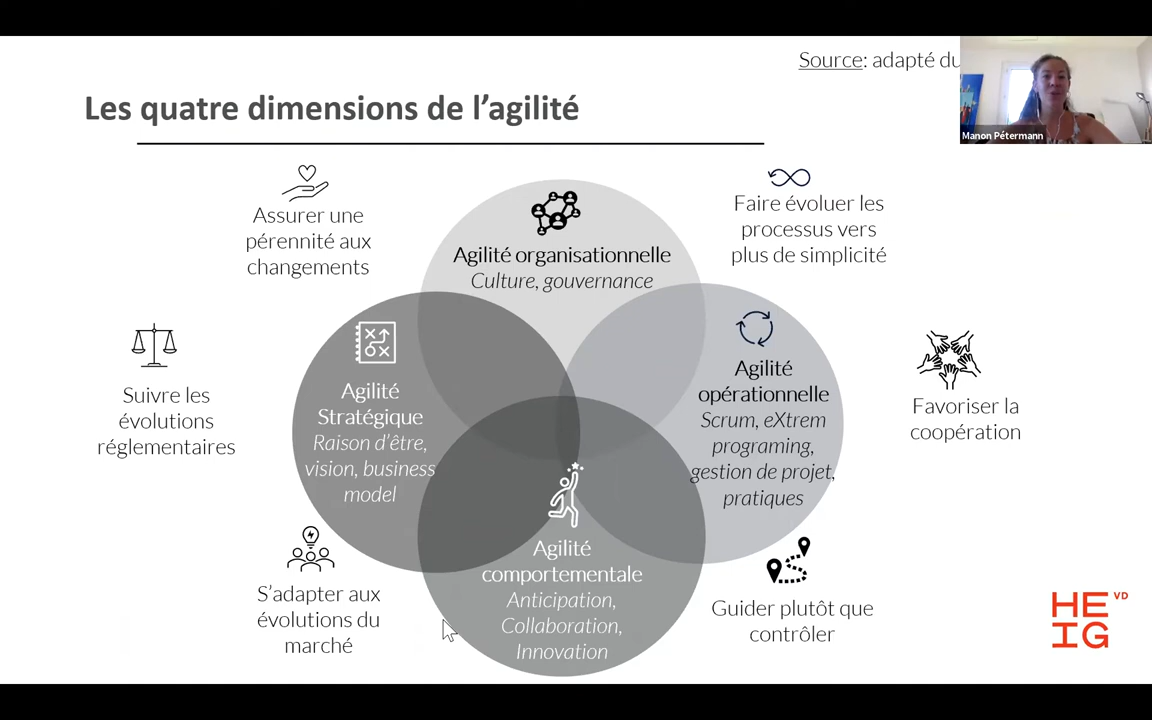 Source: adapté du
Manon Pétermann
Les quatre dimensions de l'agilité
Assurer une
pérennité aux
changements
Faire évoluer les
processus vers
plus de simplicité
Agilité organisationnelle
Culture, gouvernance
Suivre les
évolutions
réglementaires
Agilité
Stratégique
Raison d'être,
vision, business
model
Agilité
opérationnelle
Scrum, eXtrem
programing,
gestion de projet,
pratiques
Favoriser la
coopération
S'adapter aux
évolutions du
marché
Agilité
comportementale
Anticipation,
Collaboration,
Innovation
Guider plutôt que
contrôler
HE VD
IG